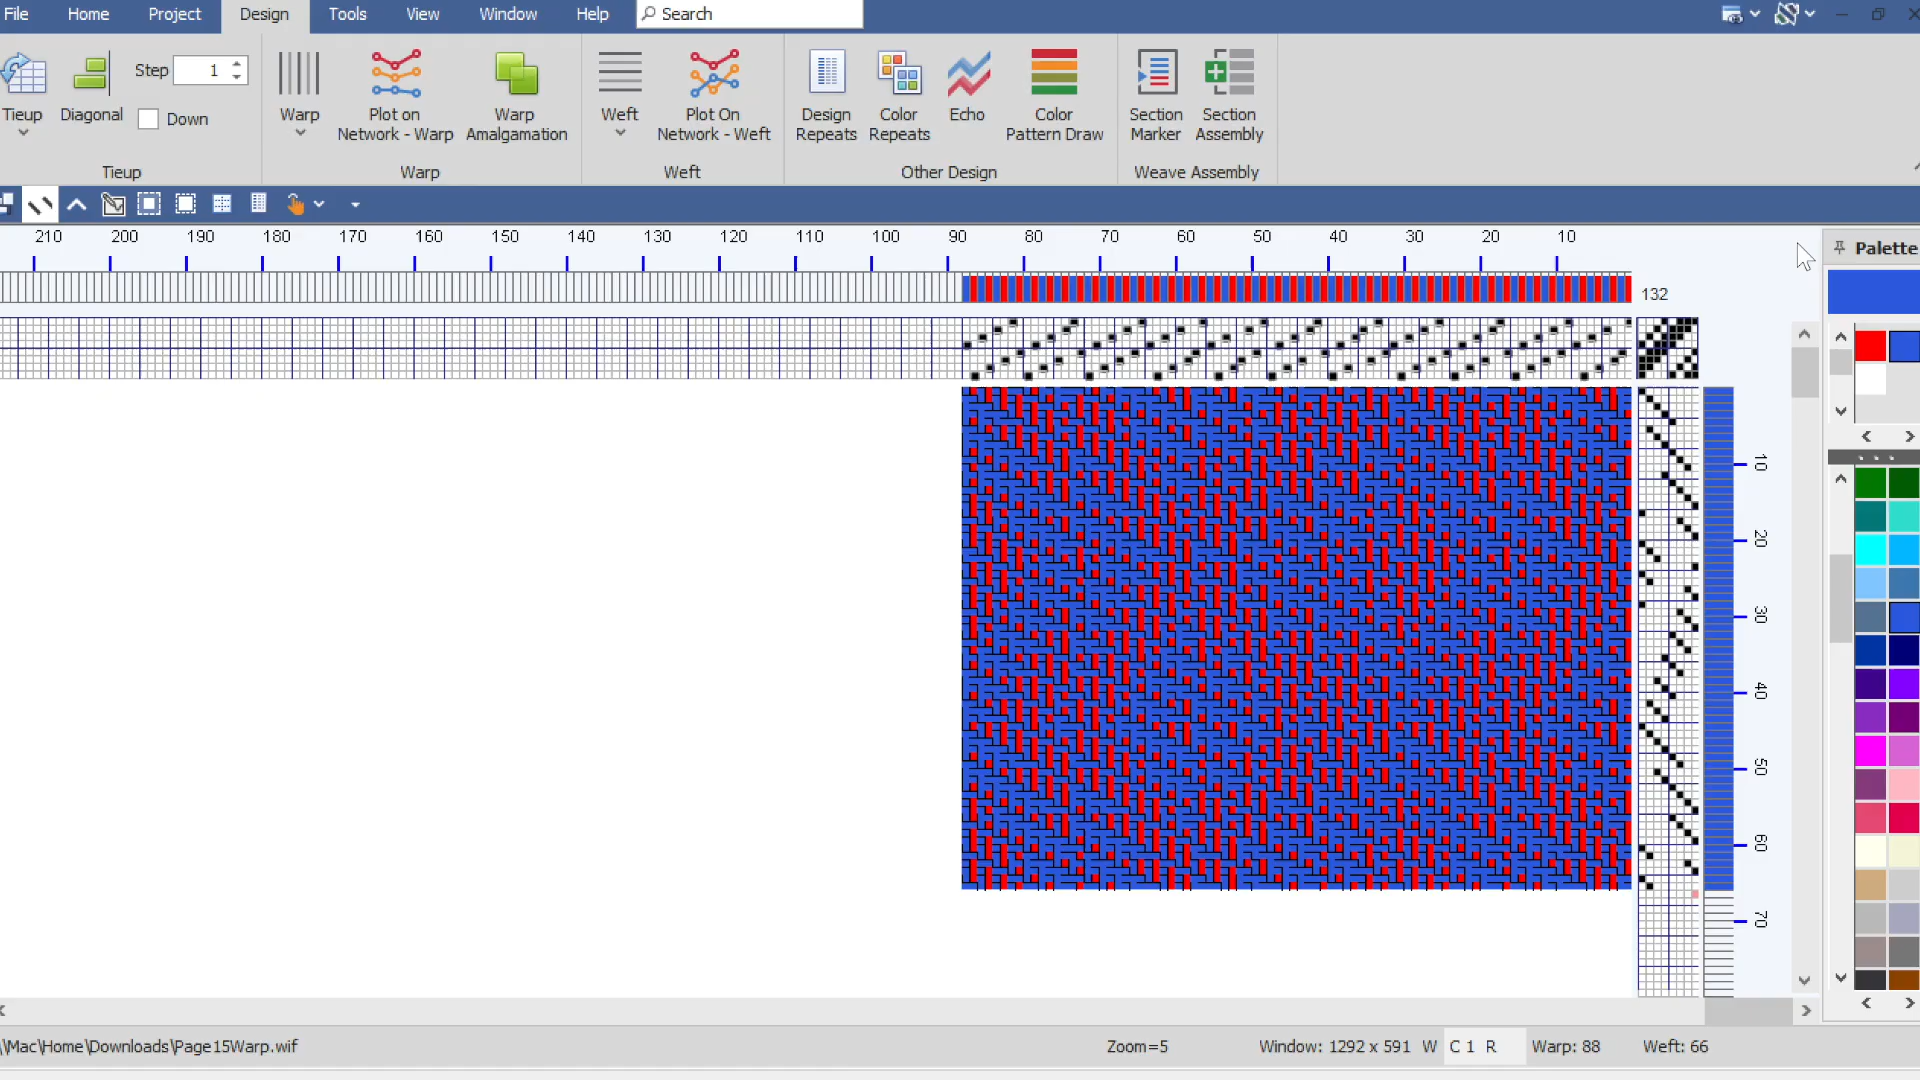 File Home Project Design Tools View Window Help Search
Step 1
Tieup Diagonal Down
Warp Plot on Network - Warp Warp Amalgamation
Weft Plot On Network - Weft
Design Repeats Color Repeats Echo Color Pattern Draw
Section Marker Section Assembly
Tieup Warp Weft Other Design Weave Assembly
210 200 190 180 170 160 150 140 130 120 110 100 90 80 70 60 50 40 30 20 10
Palette
132
10
20
30
40
50
60
70
\Mac\Home\Downloads\Page15Warp.wif Zoom=5 Window: 1292 x 591 W C 1 R Warp: 88 Weft: 66